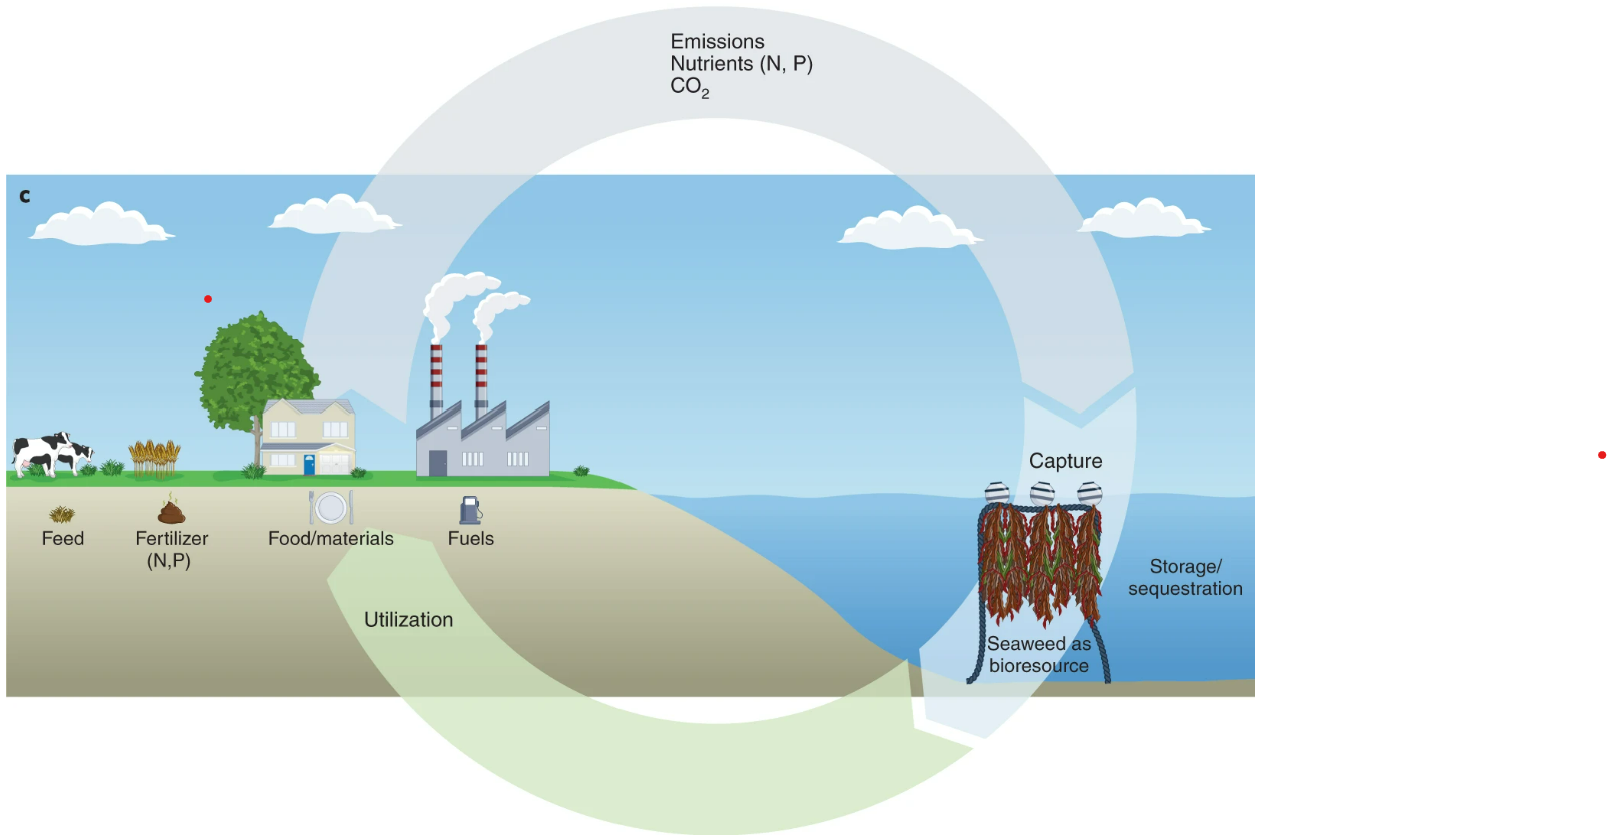 Emissions
Nutrients (N, P)
CO₂
c
Capture
Feed
Fertilizer
(N,P)
Food/materials
Fuels
Storage/
sequestration
Utilization
Seaweed as
bioresource